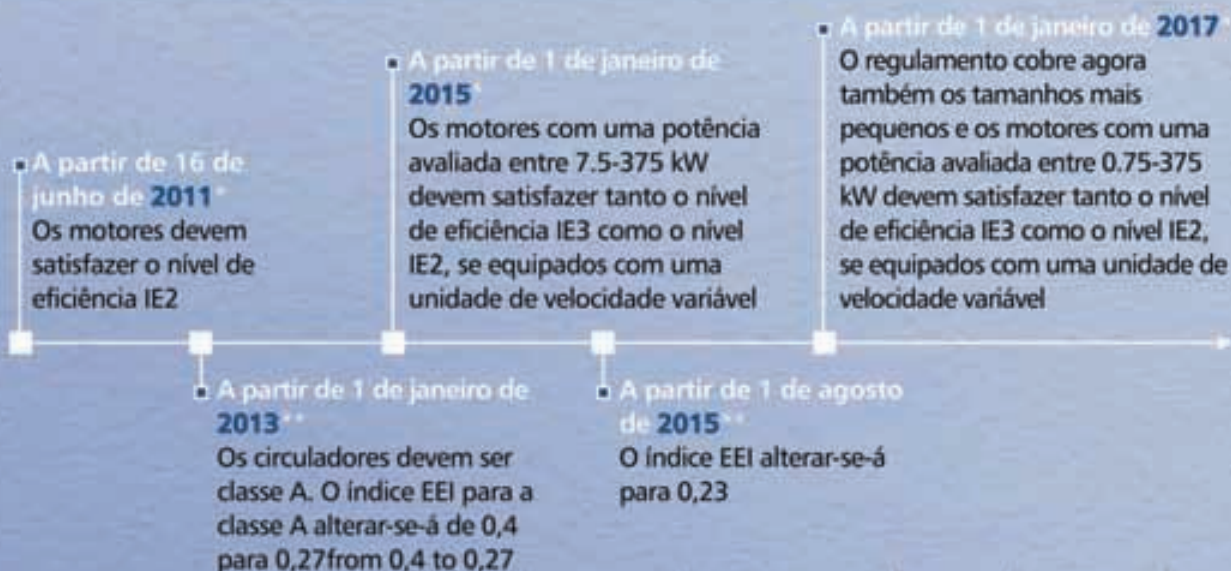 A partir de 16 de
junho de 2011*
Os motores devem
satisfazer o nível de
eficiência IE2
A partir de 1 de janeiro de
2013**
Os circuladores devem ser
classe A. O índice EEI para a
classe A alterar-se-á de 0,4
para 0,27from 0,4 to 0,27
A partir de 1 de janeiro de
2015*
Os motores com uma potência
avaliada entre 7.5-375 kW
devem satisfazer tanto o nível
de eficiência IE3 como o nível
IE2, se equipados com uma
unidade de velocidade variável
A partir de 1 de agosto
de 2015**
O índice EEI alterar-se-á
para 0,23
A partir de 1 de janeiro de 2017
O regulamento cobre agora
também os tamanhos mais
pequenos e os motores com uma
potência avaliada entre 0.75-375
kW devem satisfazer tanto o nível
de eficiência IE3 como o nível IE2,
se equipados com uma unidade de
velocidade variável